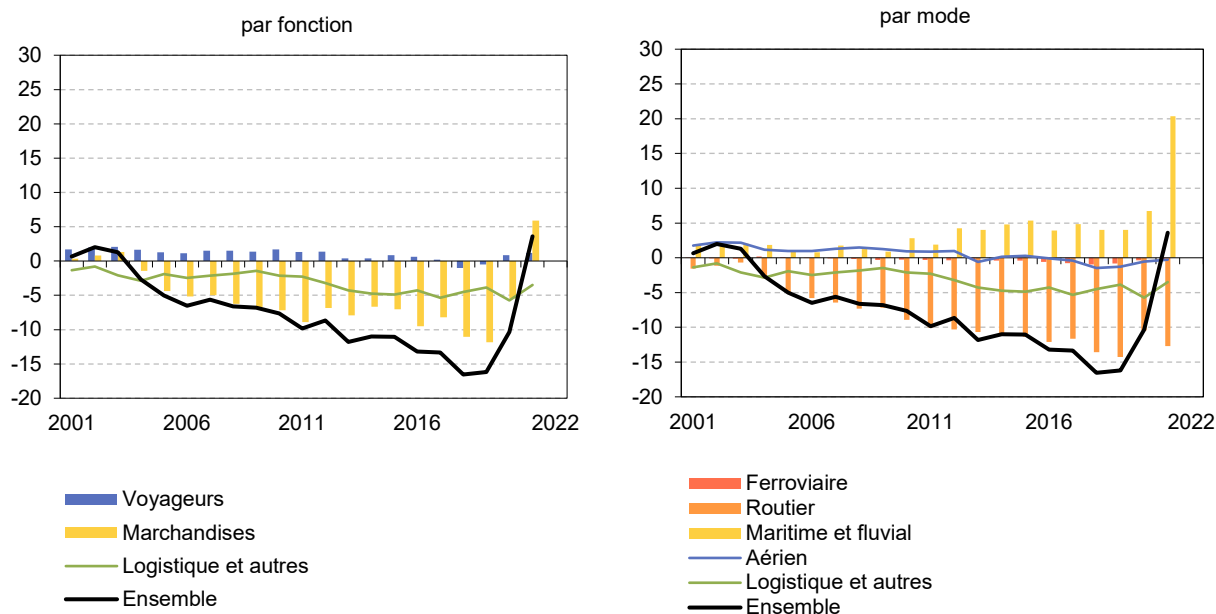 par fonction
30
25
20
15
10
5
0
-5
-10
-15
-20
2001 2006 2011 2016 2022
Voyageurs
Marchandises
Logistique et autres
Ensemble
par mode
30
25
20
15
10
5
0
-5
-10
-15
-20
2001 2006 2011 2016 2022
Ferroviaire
Routier
Maritime et fluvial
Aérien
Logistique et autres
Ensemble